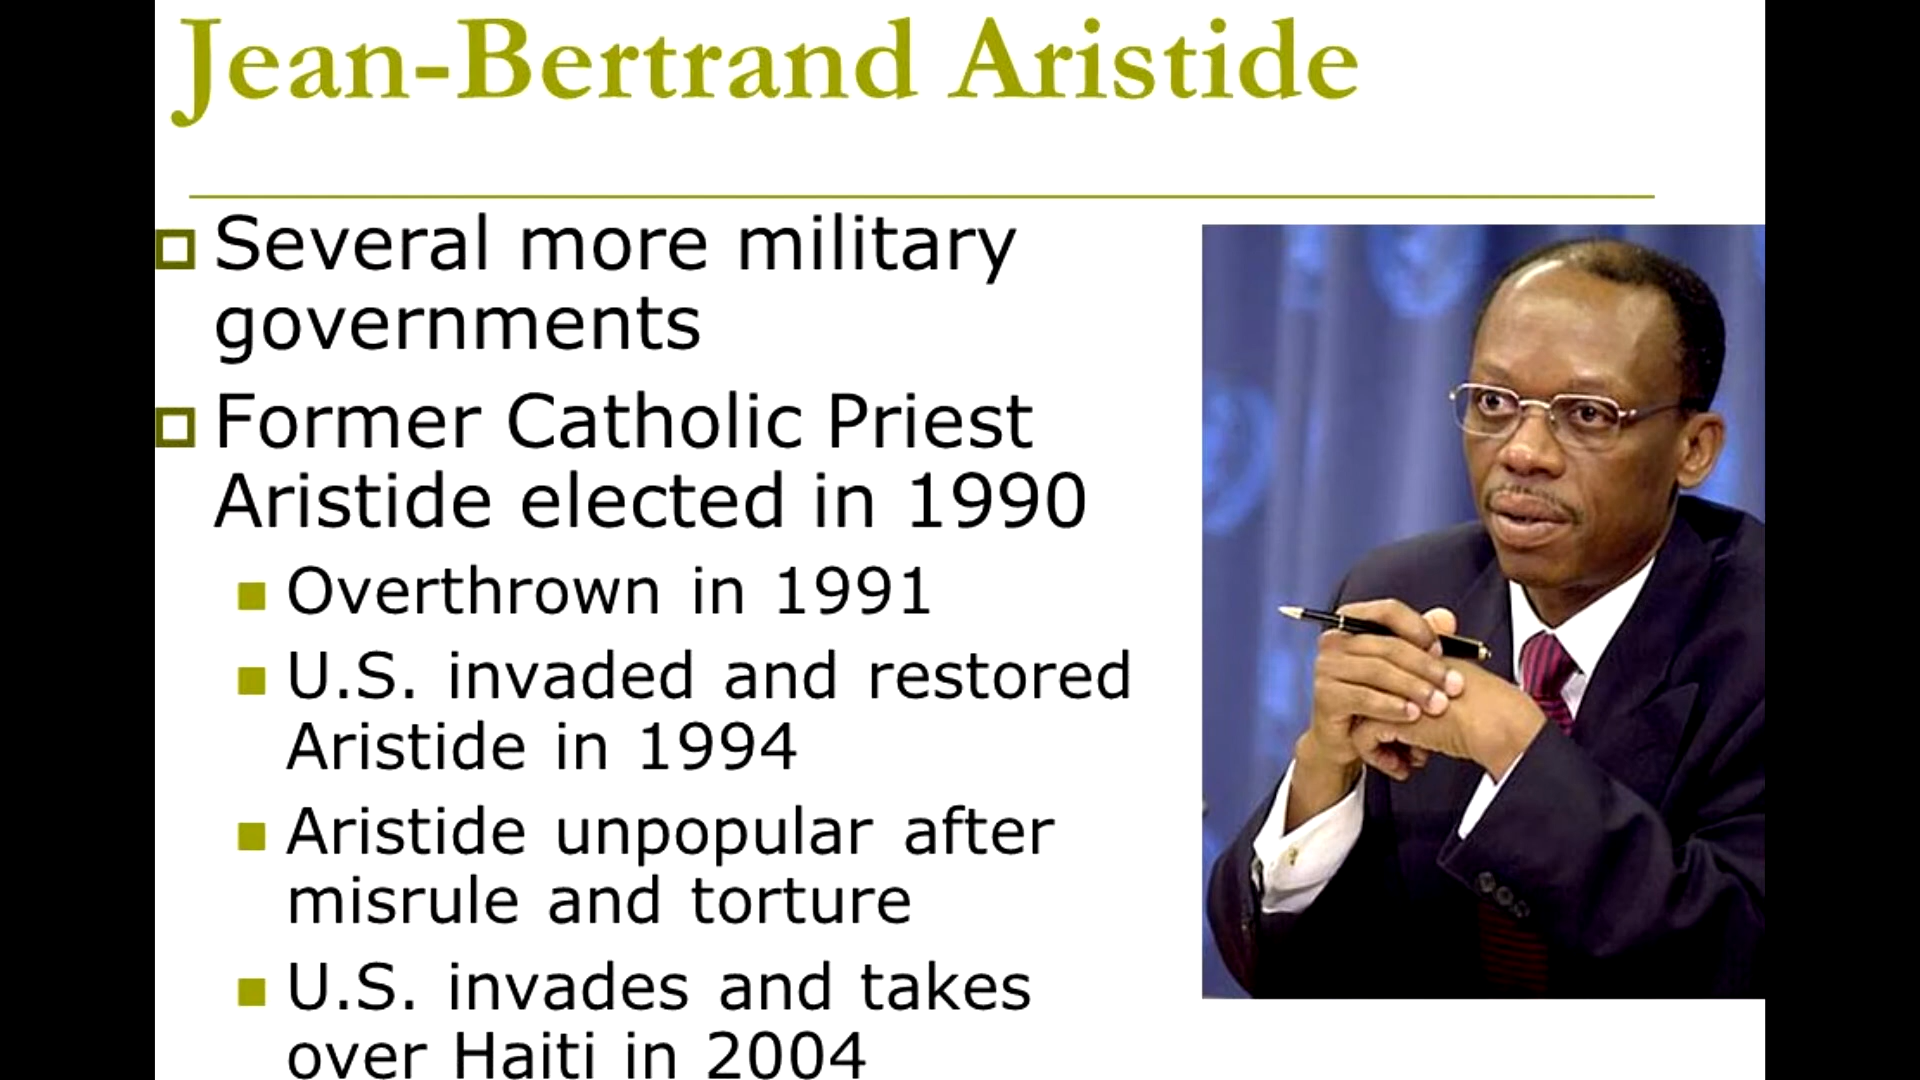 Jean-Bertrand Aristide
Several more military
governments
Former Catholic Priest
Aristide elected in 1990
Overthrown in 1991
U.S. invaded and restored
Aristide in 1994
Aristide unpopular after
misrule and torture
U.S. invades and takes
over Haiti in 2004